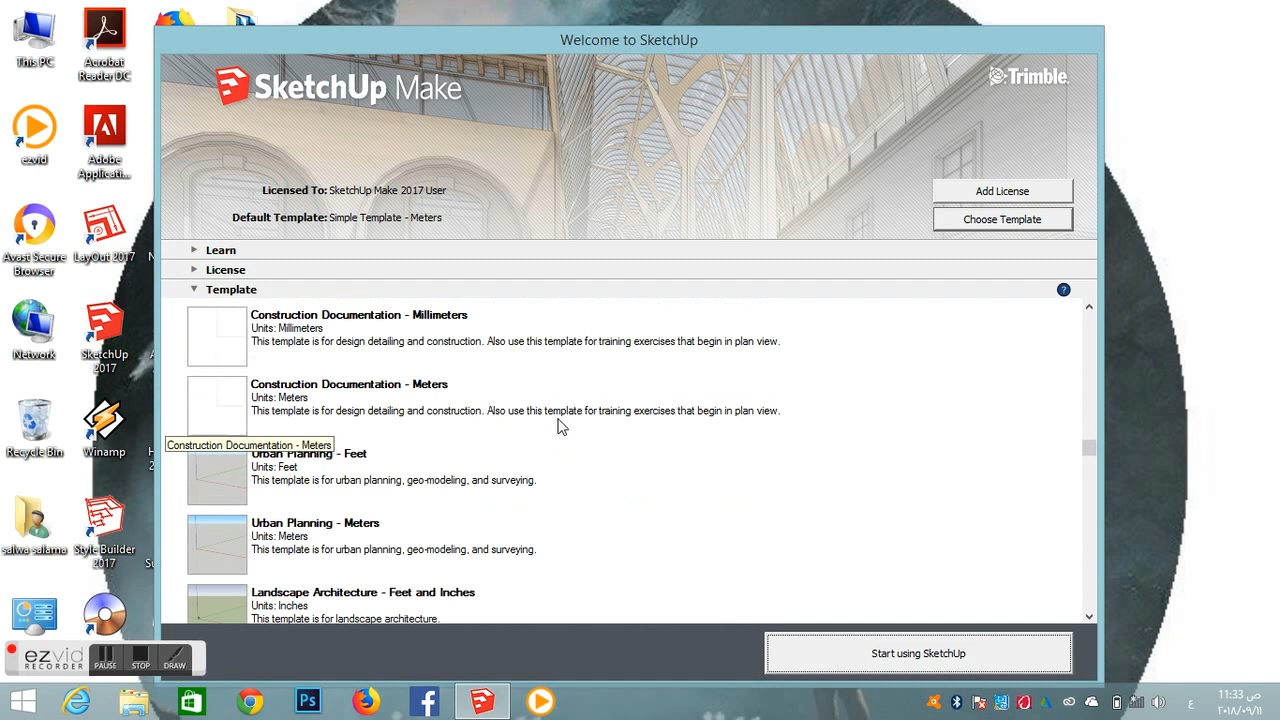 This PC
Acrobat
Reader DC
ezvid
Adobe
Applicati...
Avast Secure
Browser
LayOut 2017
Network
SketchUp
2017
Recycle Bin
Winamp
salwa salama
Style Builder
2017
Welcome to SketchUp
SketchUp Make
Trimble
Licensed To: SketchUp Make 2017 User
Add License
Default Template: Simple Template - Meters
Choose Template
Learn
License
Template
?
Construction Documentation - Millimeters
Units: Millimeters
This template is for design detailing and construction. Also use this template for training exercises that begin in plan view.
Construction Documentation - Meters
Units: Meters
This template is for design detailing and construction. Also use this template for training exercises that begin in plan view.
Construction Documentation - Meters
Urban Planning - Feet
Units: Feet
This template is for urban planning, geo-modeling, and surveying.
Urban Planning - Meters
Units: Meters
This template is for urban planning, geo-modeling, and surveying.
Landscape Architecture - Feet and Inches
Units: Inches
This template is for landscape architecture.
Start using SketchUp
ezvid
RECORDER
PAUSE
STOP
DRAW
Ps
ع
11:33 ص
٢٠١٨/٠٩/١١